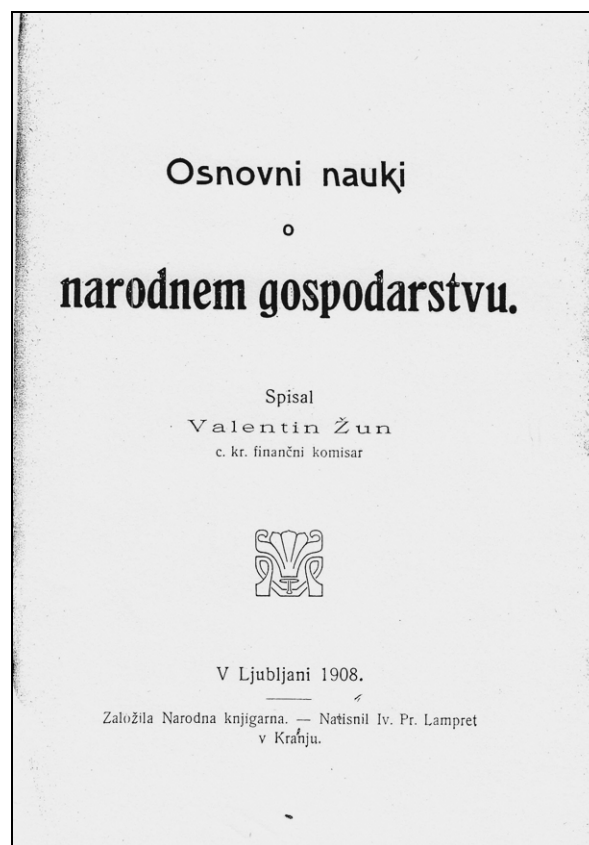 Osnovni nauki
o
narodnem gospodarstvu.
Spisal
Valentin Žun
c. kr. finančni komisar
V Ljubljani 1908.
Založila Narodna knjigarna. — Natisnil Iv. Pr. Lampret
v Kranju.